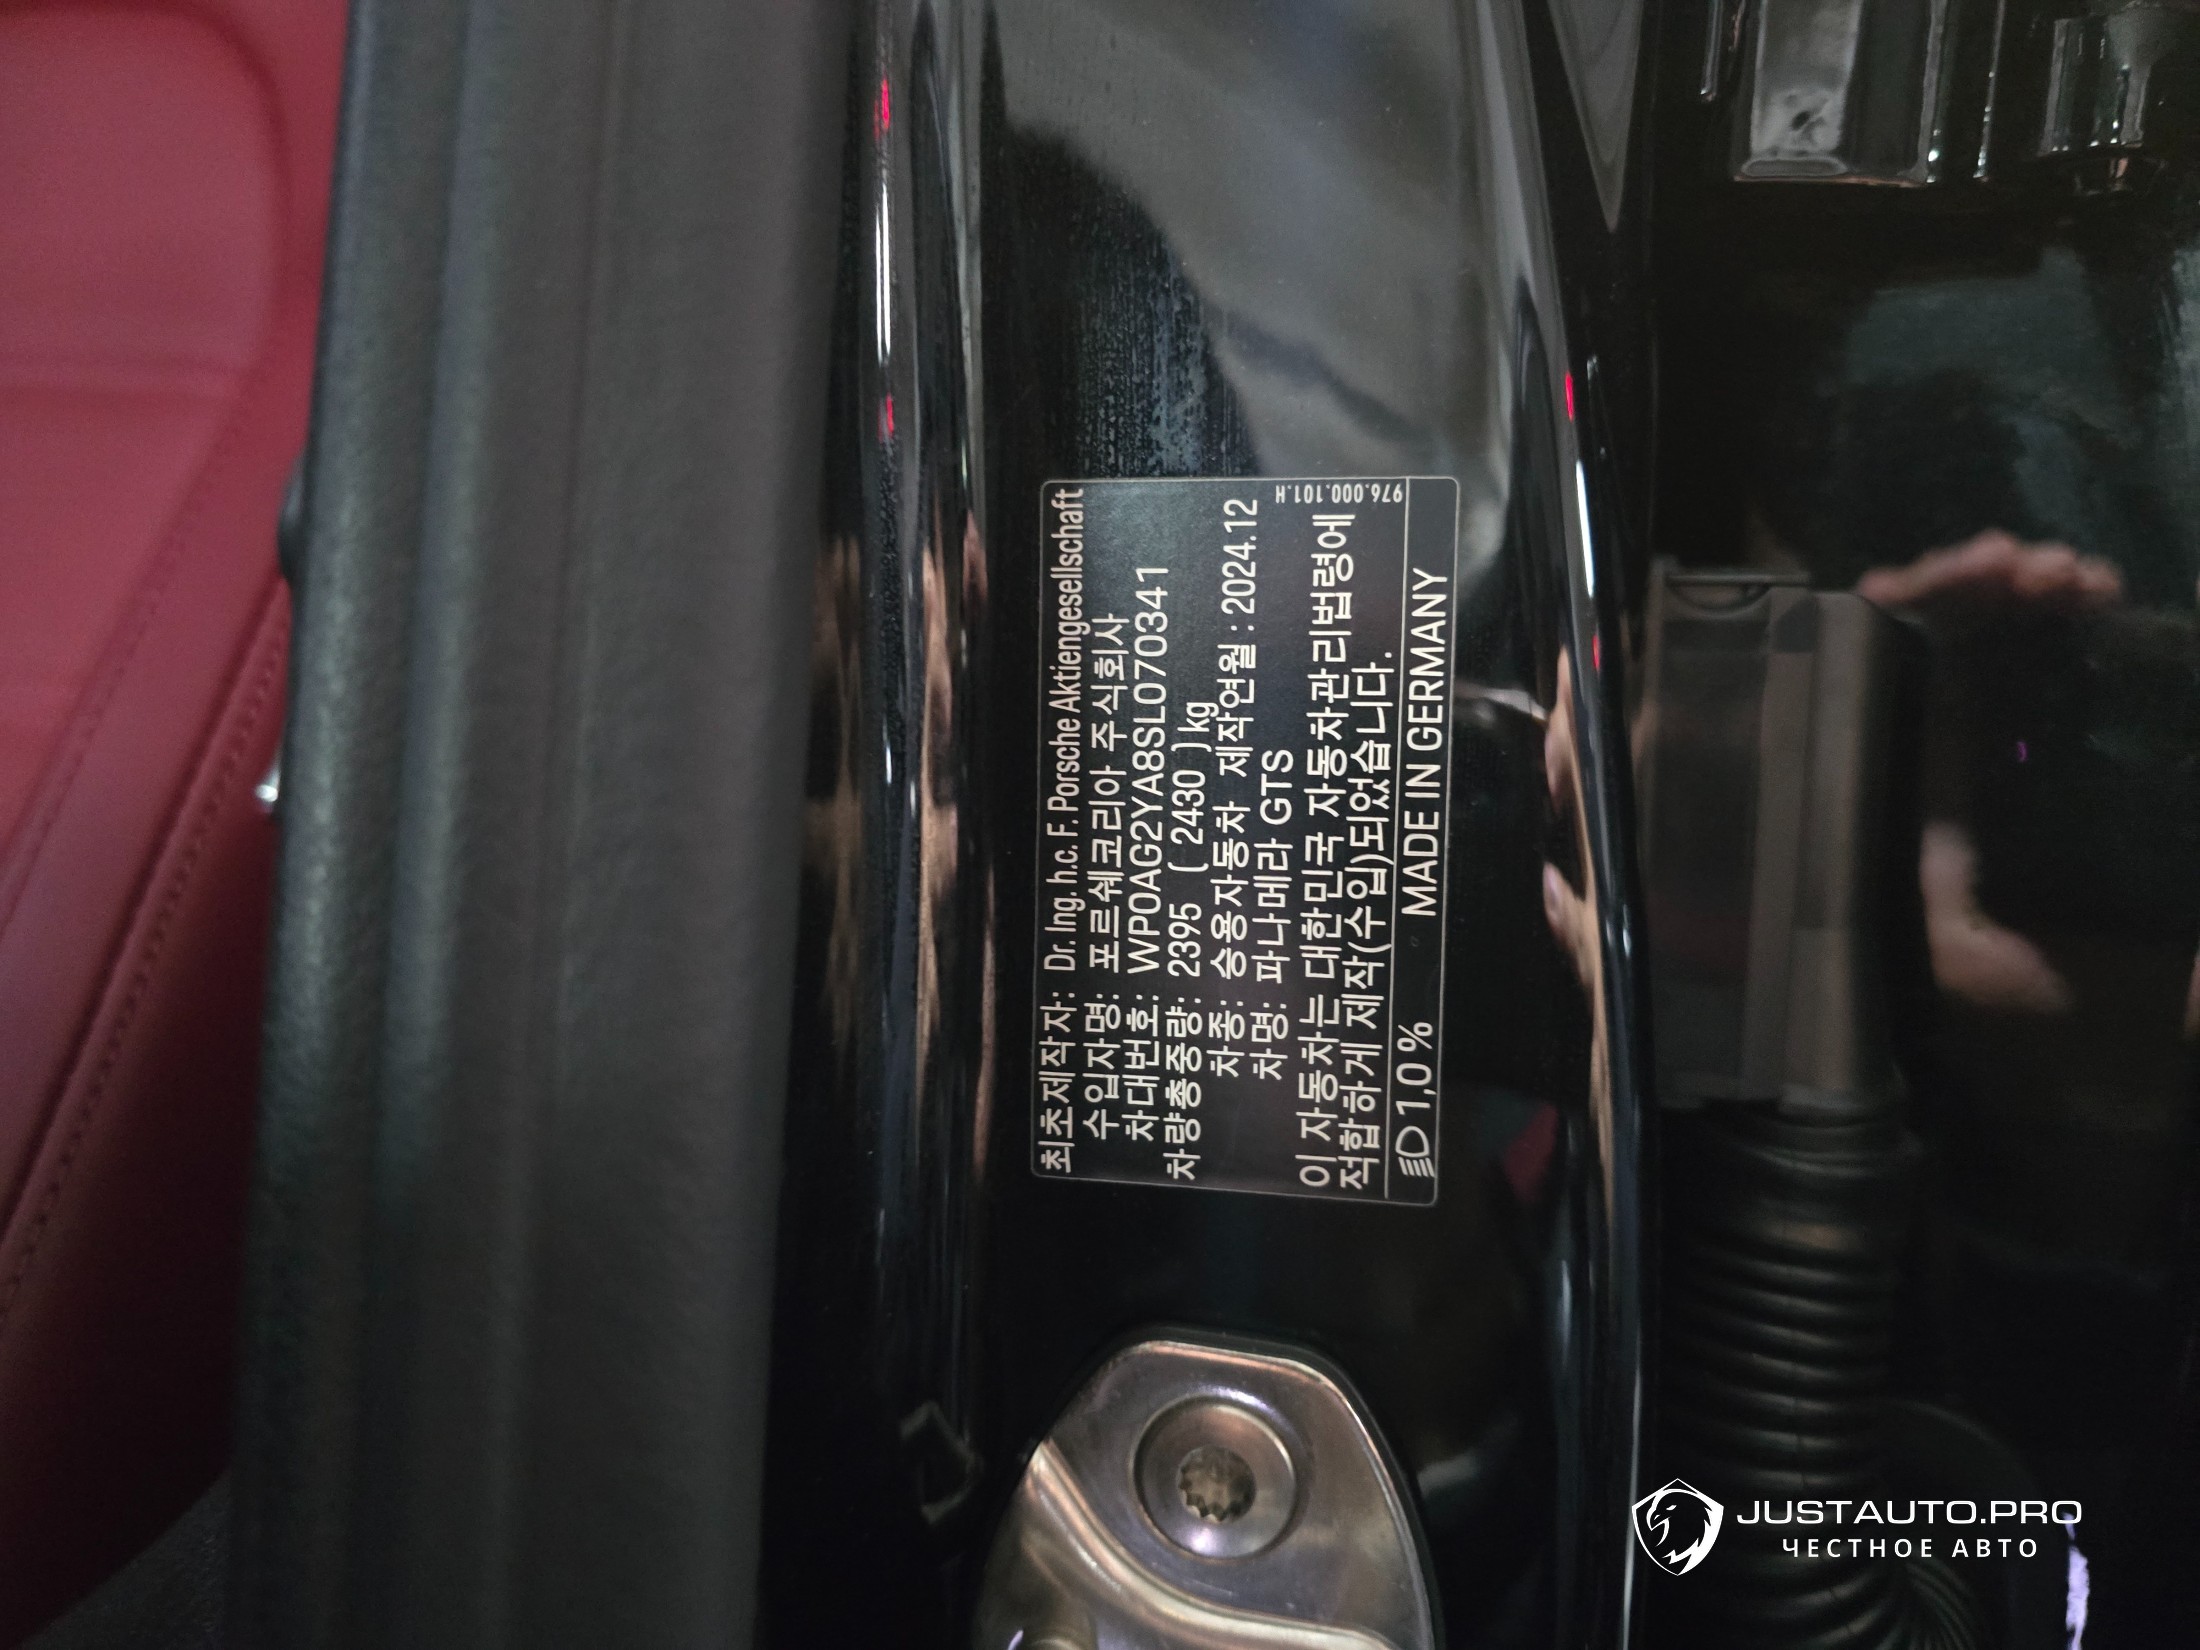 최초제작자: Dr. Ing. h.c. F. Porsche Aktiengesellschaft
수입자명: 포르쉐코리아 주식회사
차대번호: WP0AG2YA8SL070341
차량총중량: 2395 ( 2430 ) kg
차종: 승용자동차 제작연월 : 2024.12
차명: 파나메라 GTS
976.000.101.H
이 자동차는 대한민국 자동차관리법령에
적합하게 제작(수입)되었습니다.
1,0 % MADE IN GERMANY
JUSTAUTO.PRO
ЧЕСТНОЕ АВТО